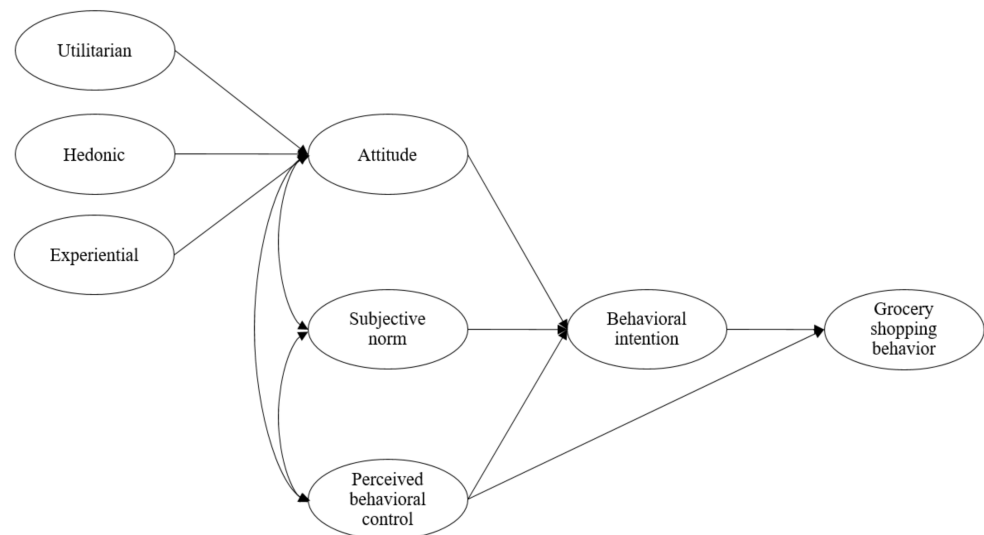 Utilitarian
Hedonic
Experiential
Attitude
Subjective
norm
Perceived
behavioral
control
Behavioral
intention
Grocery
shopping
behavior